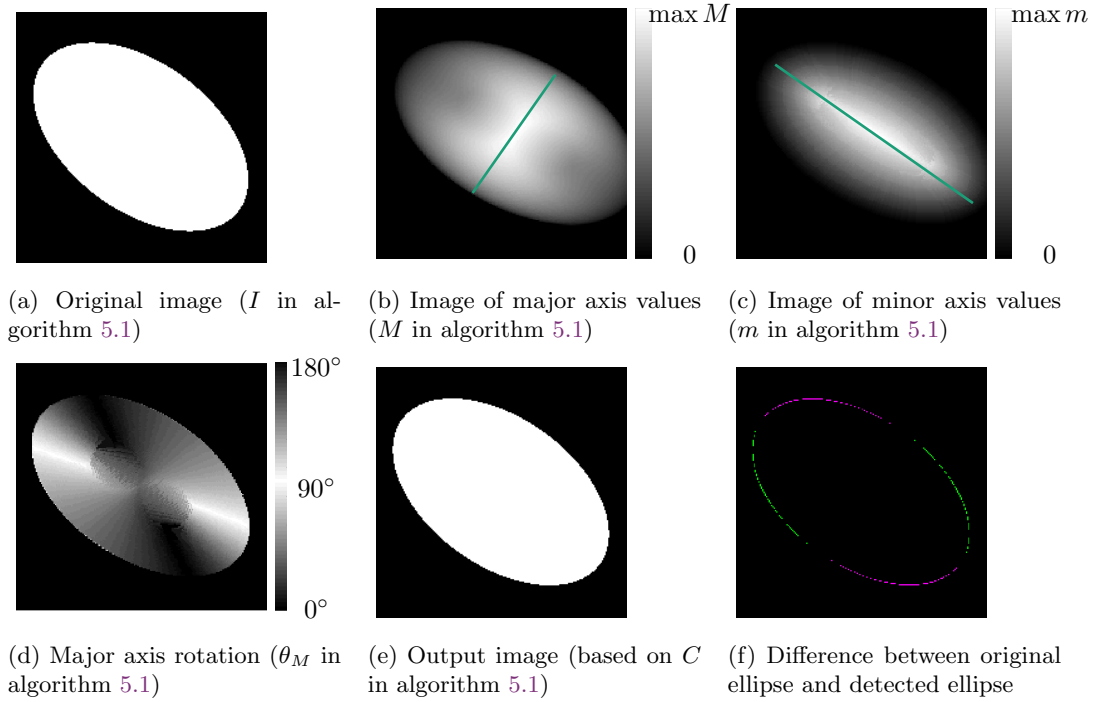 max M
0
max m
0
(a) Original image (I in al-
gorithm 5.1)
(b) Image of major axis values
(M in algorithm 5.1)
(c) Image of minor axis values
(m in algorithm 5.1)
180°
90°
0°
(d) Major axis rotation (θ_M in
algorithm 5.1)
(e) Output image (based on C
in algorithm 5.1)
(f) Difference between original
ellipse and detected ellipse